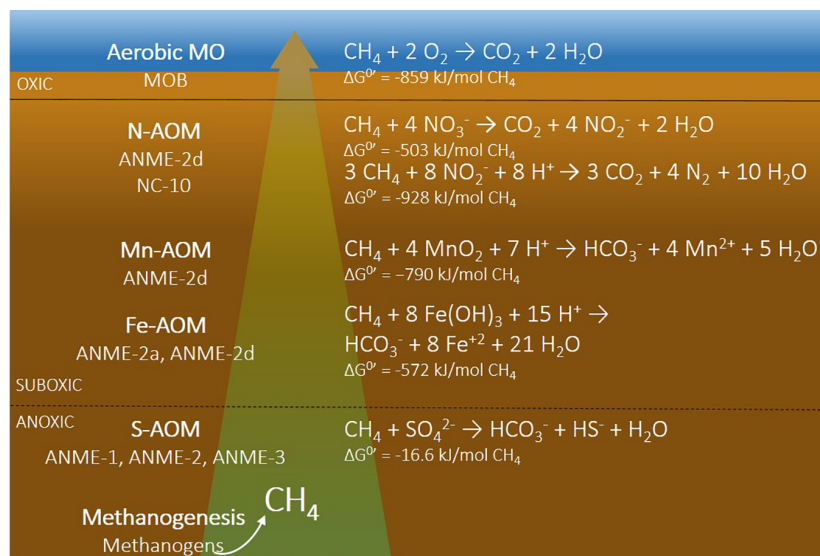 Aerobic MO
MOB
CH₄ + 2 O₂ → CO₂ + 2 H₂O
ΔG⁰′ = -859 kJ/mol CH₄
OXIC
N-AOM
ANME-2d
NC-10
CH₄ + 4 NO₃⁻ → CO₂ + 4 NO₂⁻ + 2 H₂O
ΔG⁰′ = -503 kJ/mol CH₄
3 CH₄ + 8 NO₂⁻ + 8 H⁺ → 3 CO₂ + 4 N₂ + 10 H₂O
ΔG⁰′ = -928 kJ/mol CH₄
Mn-AOM
ANME-2d
CH₄ + 4 MnO₂ + 7 H⁺ → HCO₃⁻ + 4 Mn²⁺ + 5 H₂O
ΔG⁰′ = −790 kJ/mol CH₄
Fe-AOM
ANME-2a, ANME-2d
CH₄ + 8 Fe(OH)₃ + 15 H⁺ →
HCO₃⁻ + 8 Fe⁺² + 21 H₂O
ΔG⁰′ = -572 kJ/mol CH₄
SUBOXIC
ANOXIC
S-AOM
ANME-1, ANME-2, ANME-3
CH₄ + SO₄²⁻ → HCO₃⁻ + HS⁻ + H₂O
ΔG⁰′ = -16.6 kJ/mol CH₄
CH₄
Methanogenesis
Methanogens